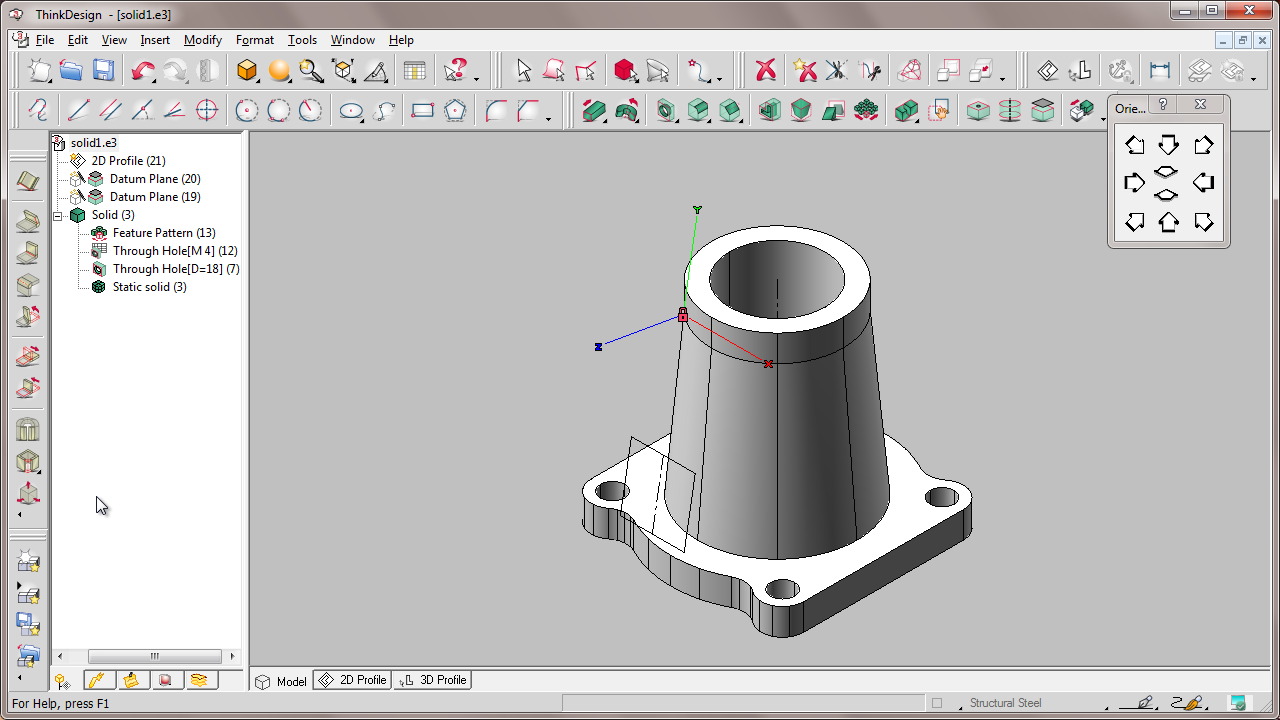 ThinkDesign - [solid1.e3]
File Edit View Insert Modify Format Tools Window Help
Orie...
solid1.e3
2D Profile (21)
Datum Plane (20)
Datum Plane (19)
Solid (3)
Feature Pattern (13)
Through Hole[M 4] (12)
Through Hole[D=18] (7)
Static solid (3)
Y
Z
X
Model 2D Profile 3D Profile
For Help, press F1
Structural Steel